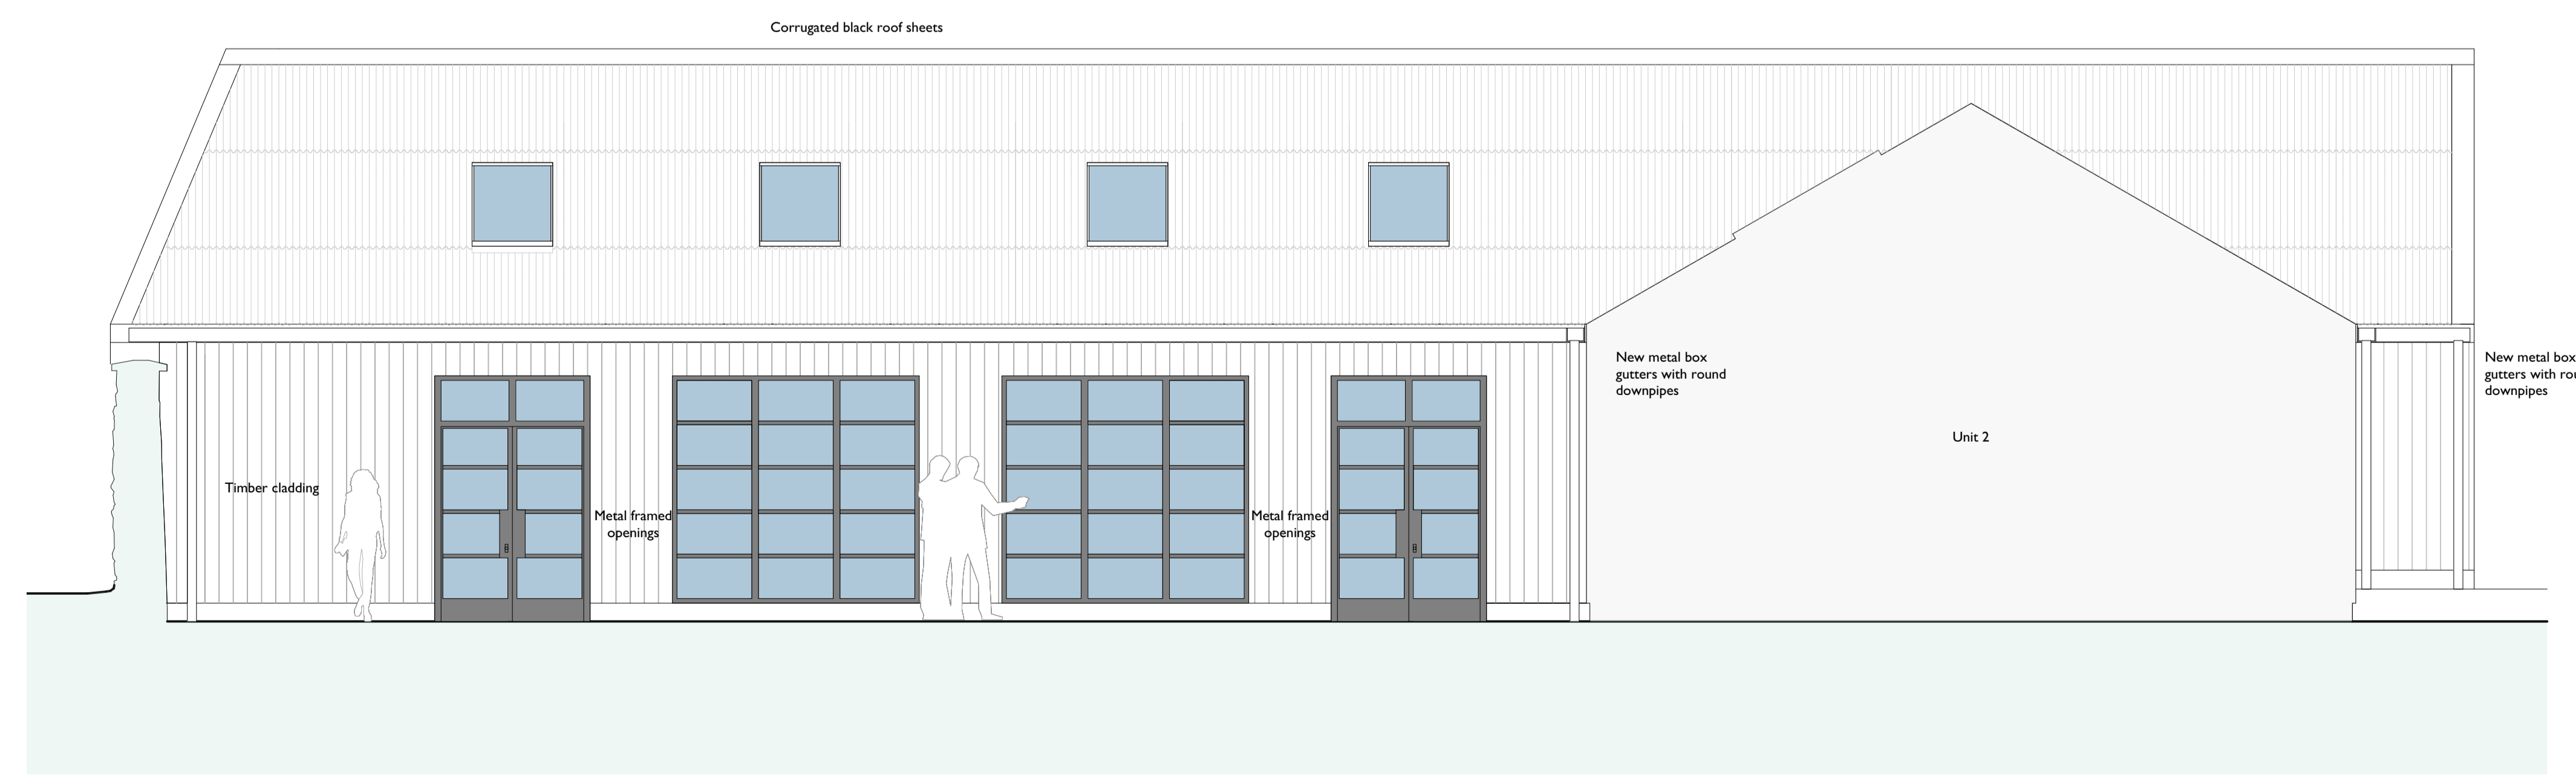 Corrugated black roof sheets
New metal box
gutters with round
downpipes
New metal box
gutters with
downpipes
Unit 2
Timber cladding
Metal framed
openings
Metal framed
openings